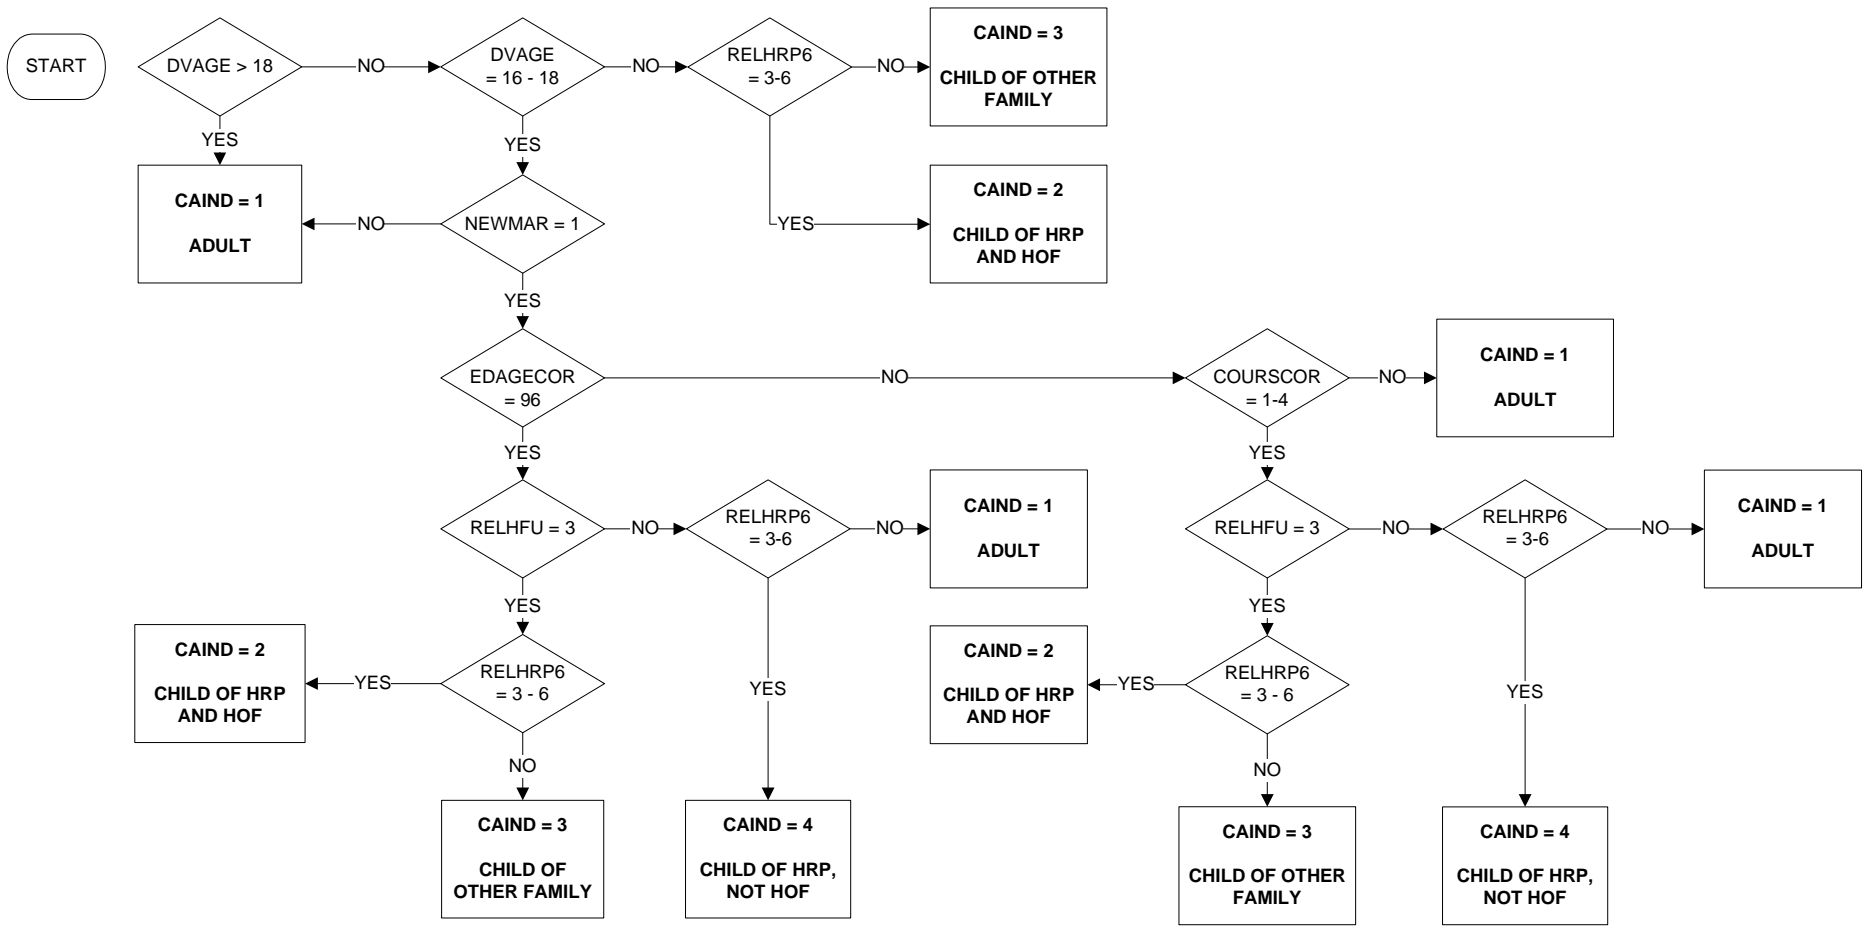 START
DVAGE > 18
NO
DVAGE
= 16 - 18
NO
RELHRP6
= 3-6
NO
CAIND = 3
CHILD OF OTHER
FAMILY
YES
YES
CAIND = 1
ADULT
NO
NEWMAR = 1
YES
CAIND = 2
CHILD OF HRP
AND HOF
YES
EDAGECOR
= 96
NO
COURSCOR
= 1-4
NO
CAIND = 1
ADULT
YES
YES
RELHFU = 3
NO
RELHRP6
= 3-6
NO
CAIND = 1
ADULT
RELHFU = 3
NO
RELHRP6
= 3-6
NO
CAIND = 1
ADULT
YES
YES
CAIND = 2
CHILD OF HRP
AND HOF
YES
RELHRP6
= 3 - 6
YES
CAIND = 2
CHILD OF HRP
AND HOF
YES
RELHRP6
= 3 - 6
YES
NO
NO
CAIND = 3
CHILD OF
OTHER FAMILY
CAIND = 4
CHILD OF HRP,
NOT HOF
CAIND = 3
CHILD OF OTHER
FAMILY
CAIND = 4
CHILD OF HRP,
NOT HOF